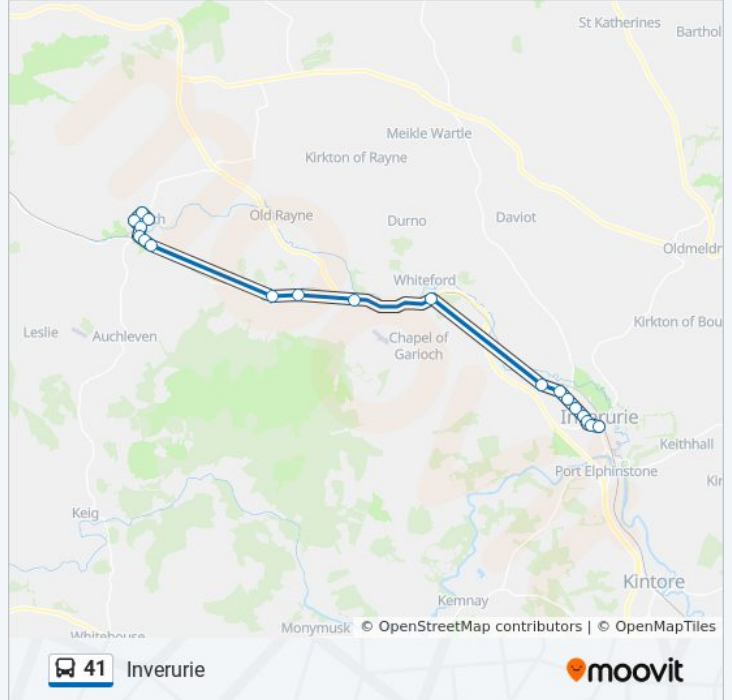 St Katherines
Barthol
Meikle Wartle
Kirkton of Rayne
Old Rayne
Durno
Daviot
Oldmeldr
Whiteford
Kirkton of Bou
Leslie
Auchleven
Chapel of
Garioch
Inverurie
Keithhall
Port Elphinstone
Kin
Keig
Kintore
Kemnay
Monymusk
Whitehouse
© OpenStreetMap contributors | © OpenMapTiles
41 Inverurie
moovit